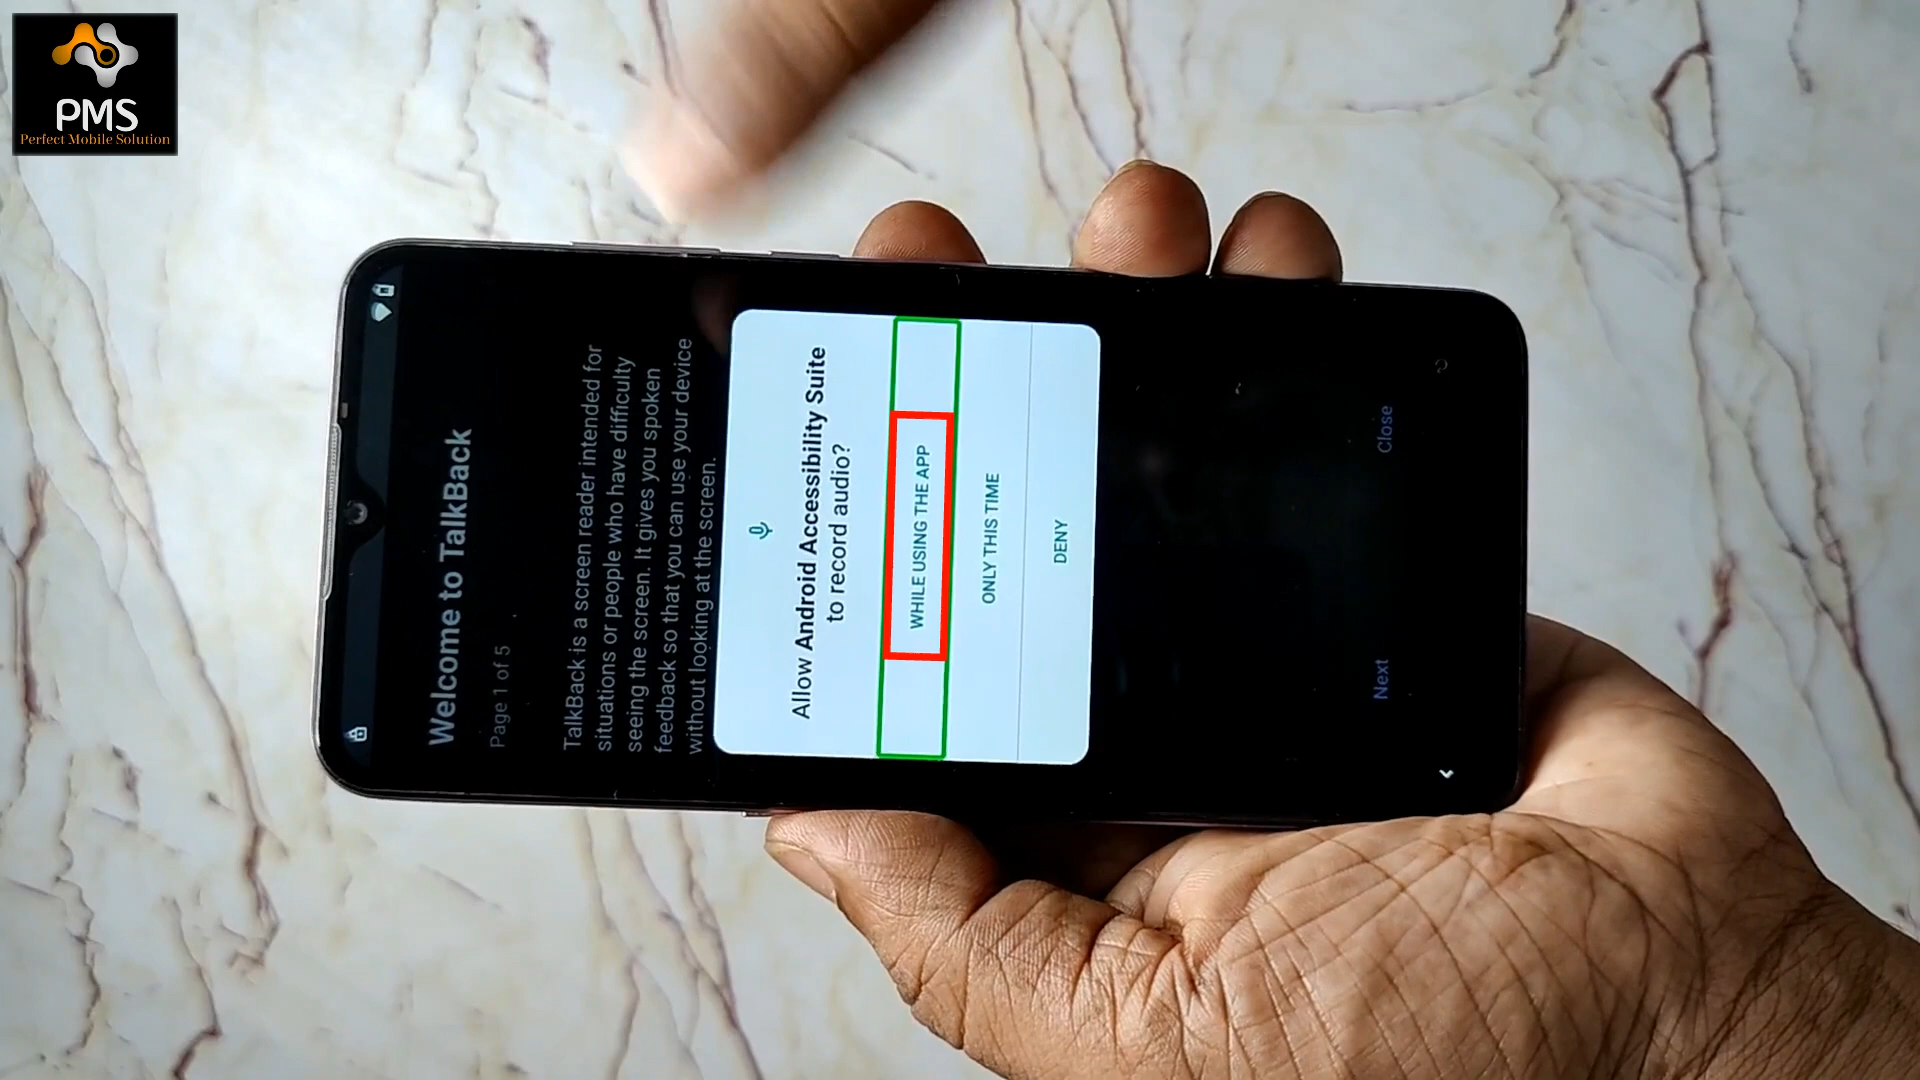 PMS
Perfect Mobile Solution
Welcome to TalkBack
Page 1 of 5
TalkBack is a screen reader intended for
situations or people who have difficulty
seeing the screen. It gives you spoken
feedback so that you can use your device
without looking at the screen.
Allow Android Accessibility Suite
to record audio?
WHILE USING THE APP
ONLY THIS TIME
DENY
Next
Close